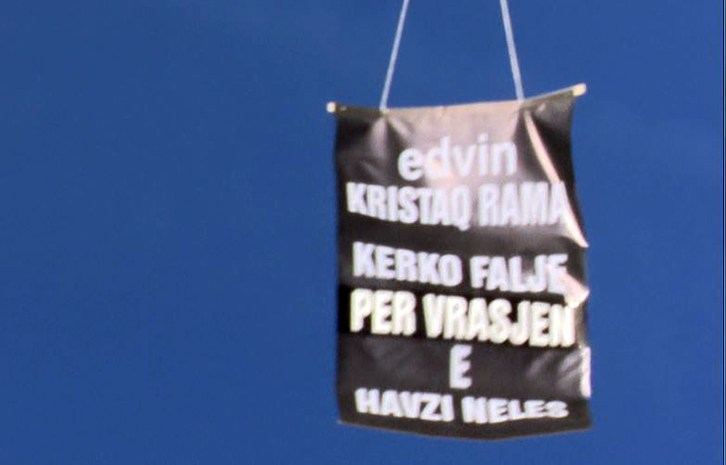 edvin
KRISTAQ RAMA
KERKO FALJE
PER VRASJEN
E
HAVZI NELES